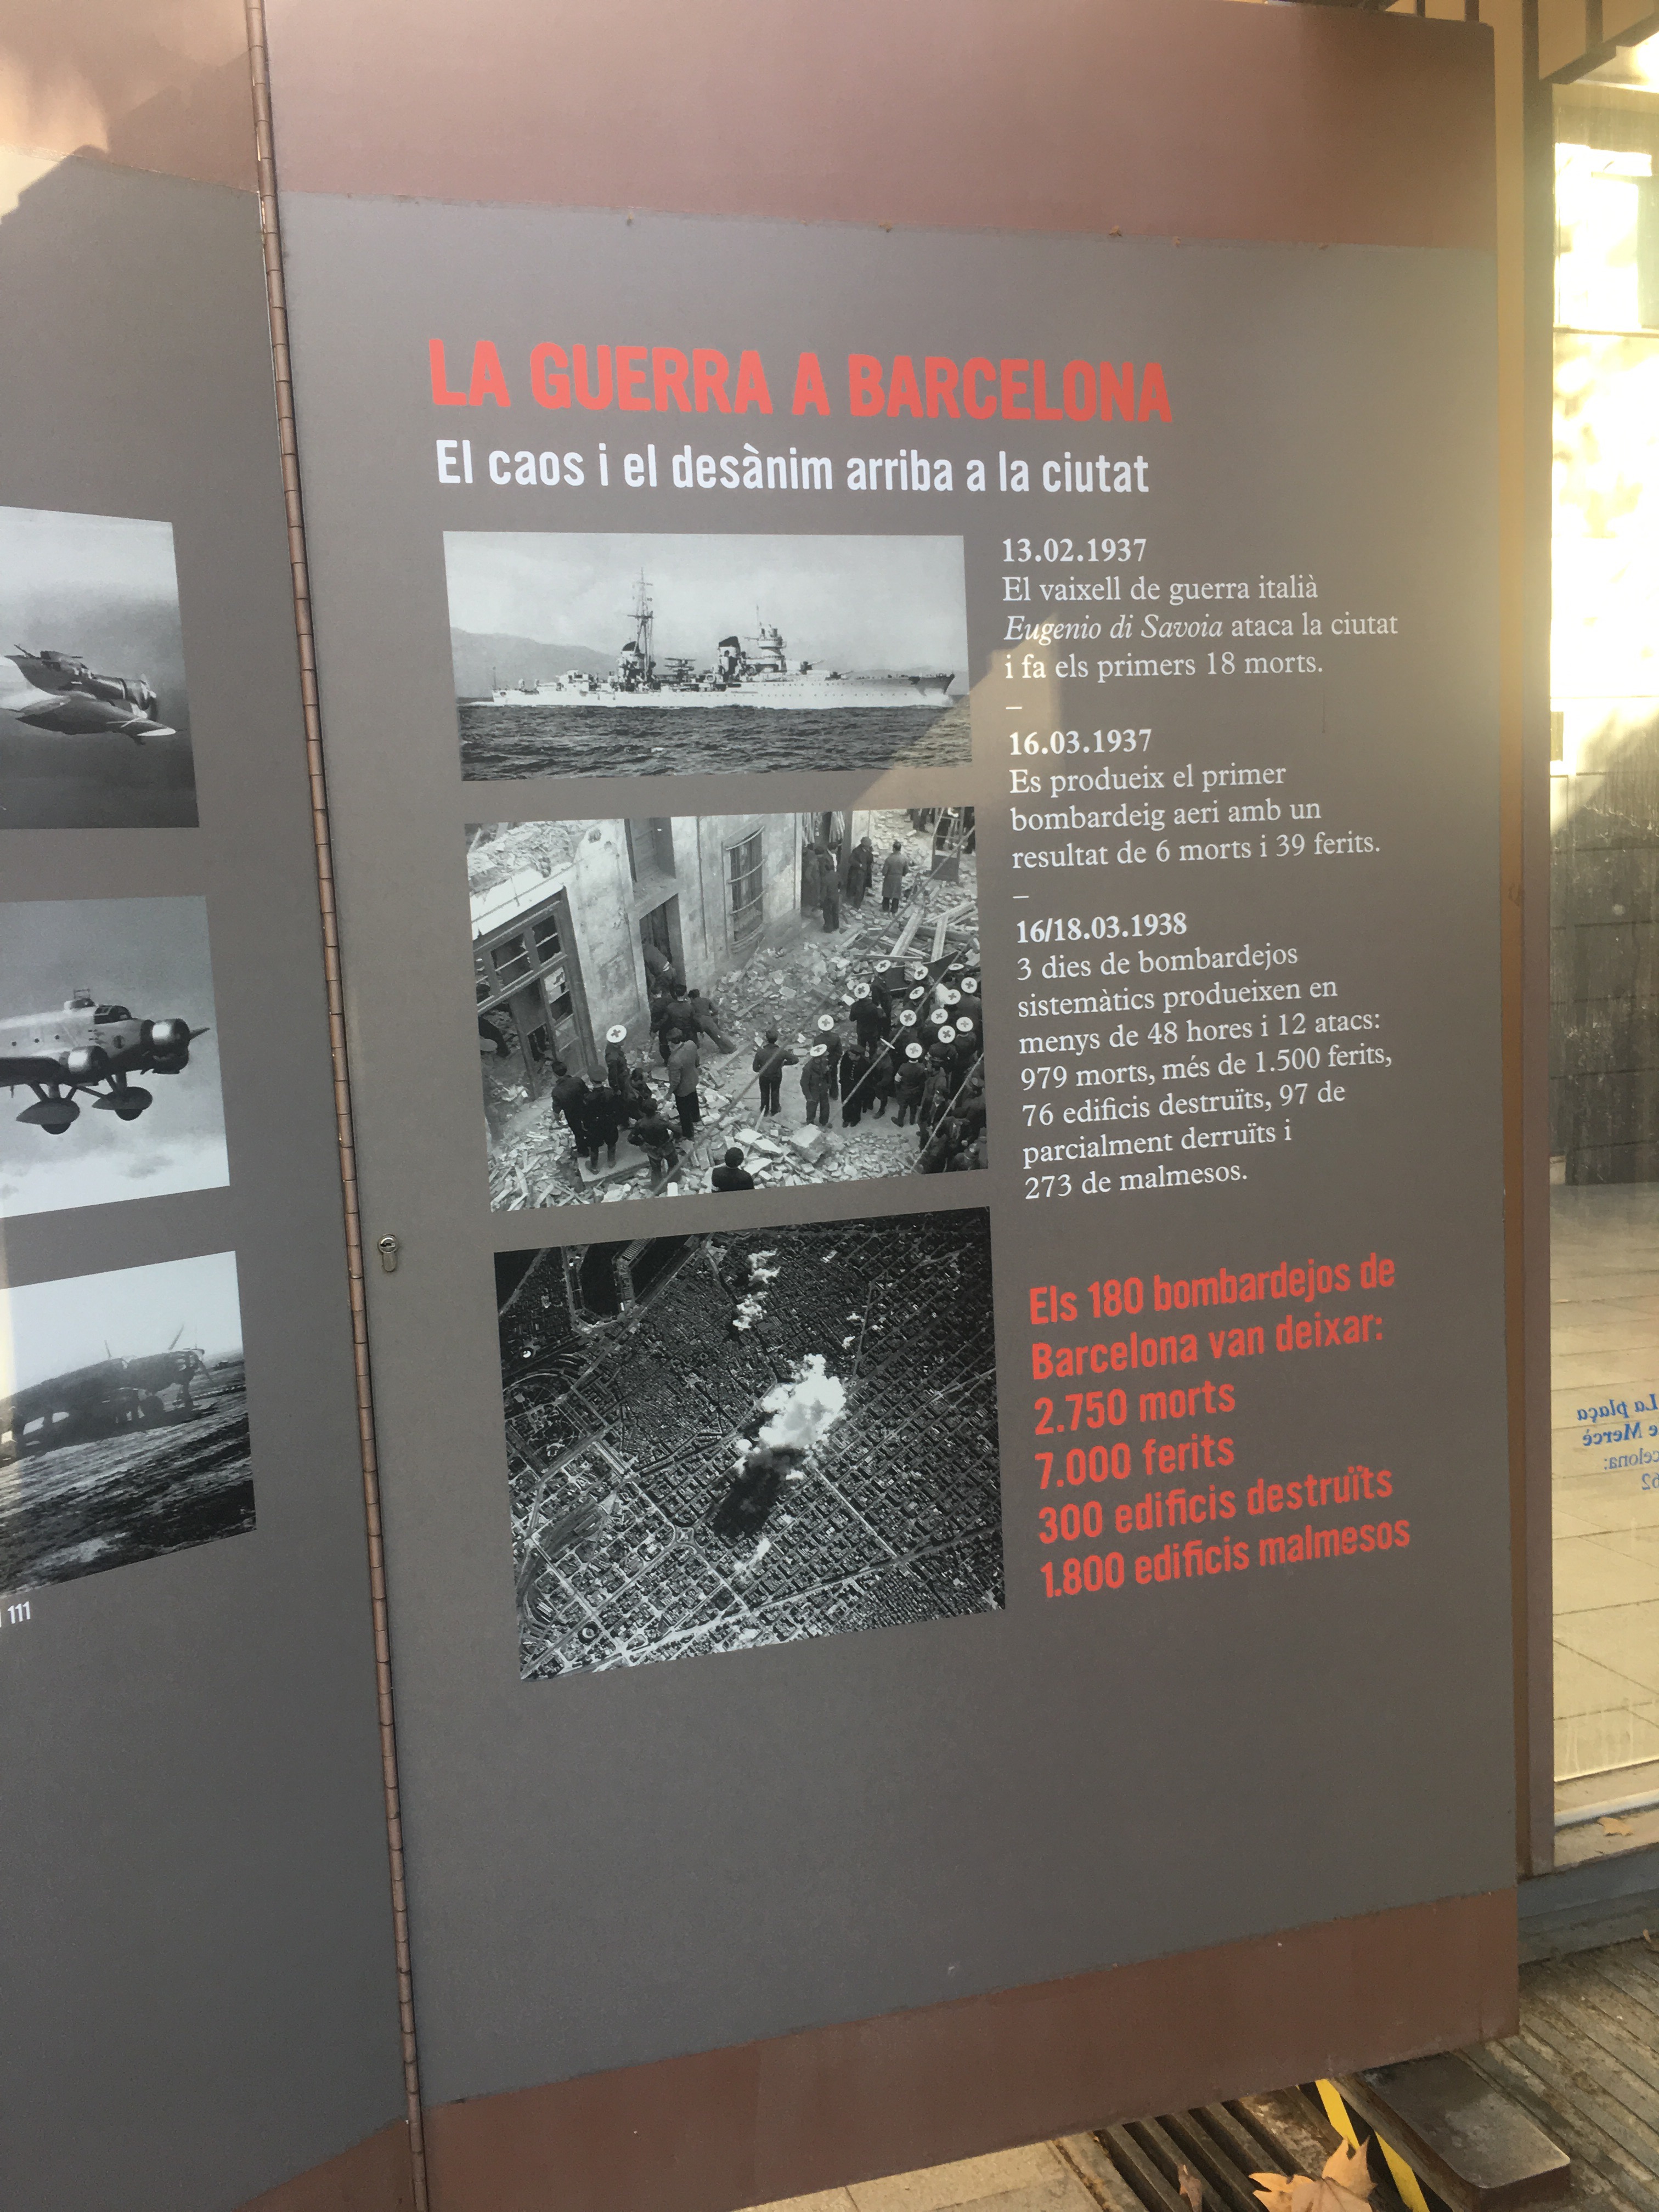 LA GUERRA A BARCELONA
El caos i el desànim arriba a la ciutat
13.02.1937
El vaixell de guerra italià
Eugenio di Savoia ataca la ciutat
i fa els primers 18 morts.
–
16.03.1937
Es produeix el primer
bombardeig aeri amb un
resultat de 6 morts i 39 ferits.
–
16/18.03.1938
3 dies de bombardejos
sistemàtics produeixen en
menys de 48 hores i 12 atacs:
979 morts, més de 1.500 ferits,
76 edificis destruïts, 97 de
parcialment derruïts i
273 de malmesos.
Els 180 bombardejos de
Barcelona van deixar:
2.750 morts
7.000 ferits
300 edificis destruïts
1.800 edificis malmesos
111
La plaça
Mercè